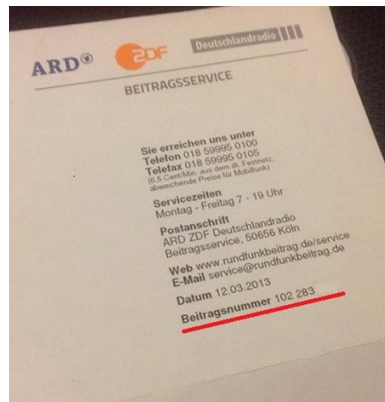 ARD® ZDF Deutschlandradio
BEITRAGSSERVICE
Sie erreichen uns unter
Telefon 018 59995 0100
Telefax 018 59995 0105
(6,5 Cent/Min. aus dem dt. Festnetz,
abweichende Preise für Mobilfunk)
Servicezeiten
Montag - Freitag 7 - 19 Uhr
Postanschrift
ARD ZDF Deutschlandradio
Beitragsservice, 50656 Köln
Web www.rundfunkbeitrag.de/service
E-Mail service@rundfunkbeitrag.de
Datum 12.03.2013
Beitragsnummer 102 283